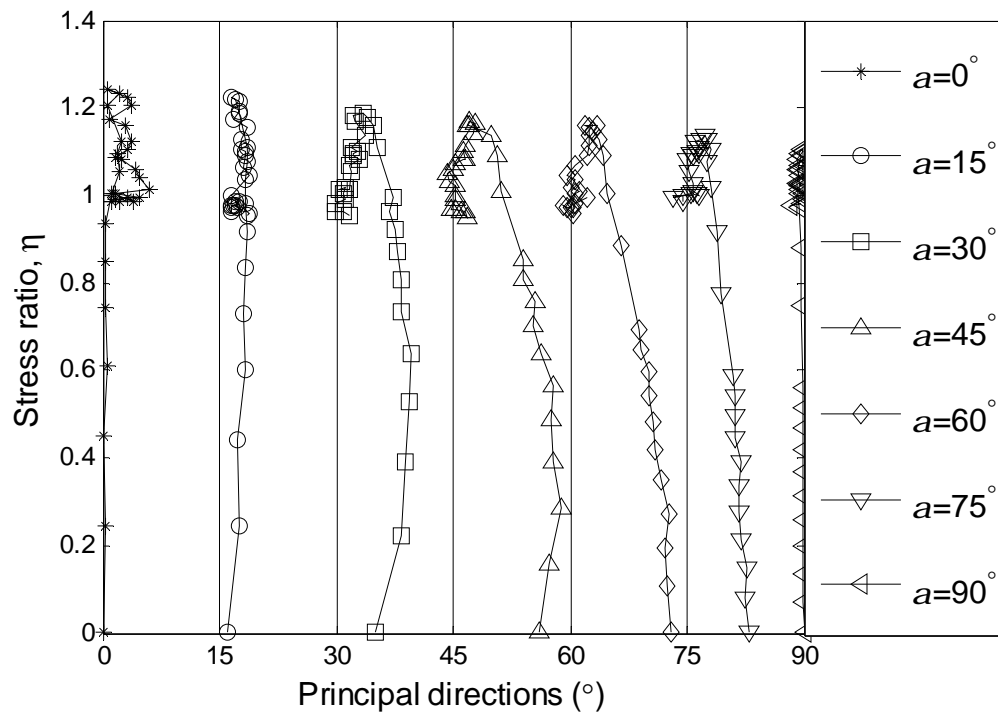 1.4
1.2
1
0.8
0.6
0.4
0.2
0
0 15 30 45 60 75 90
Stress ratio, η
Principal directions (°)
a=0°
a=15°
a=30°
a=45°
a=60°
a=75°
a=90°